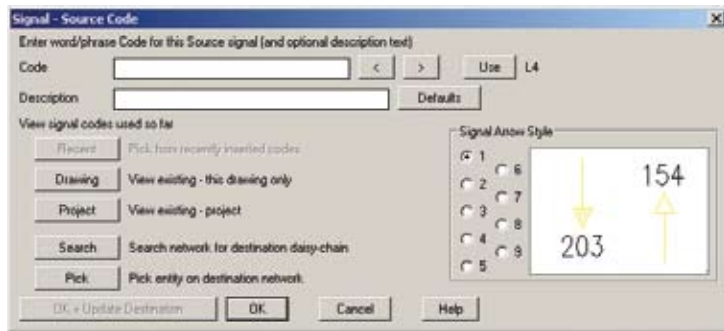 Signal - Source Code
Enter word/phrase Code for this Source signal (and optional description text)
Code < > Use L4
Description Defaults
View signal codes used so far
Recent Pick from recently inserted codes
Drawing View existing - this drawing only
Project View existing - project
Search Search network for destination daisy-chain
Pick Pick entity on destination network
Signal Arrow Style
1
6
2
7
3
8
4
9
5
203
154
OK + Update Destination OK Cancel Help